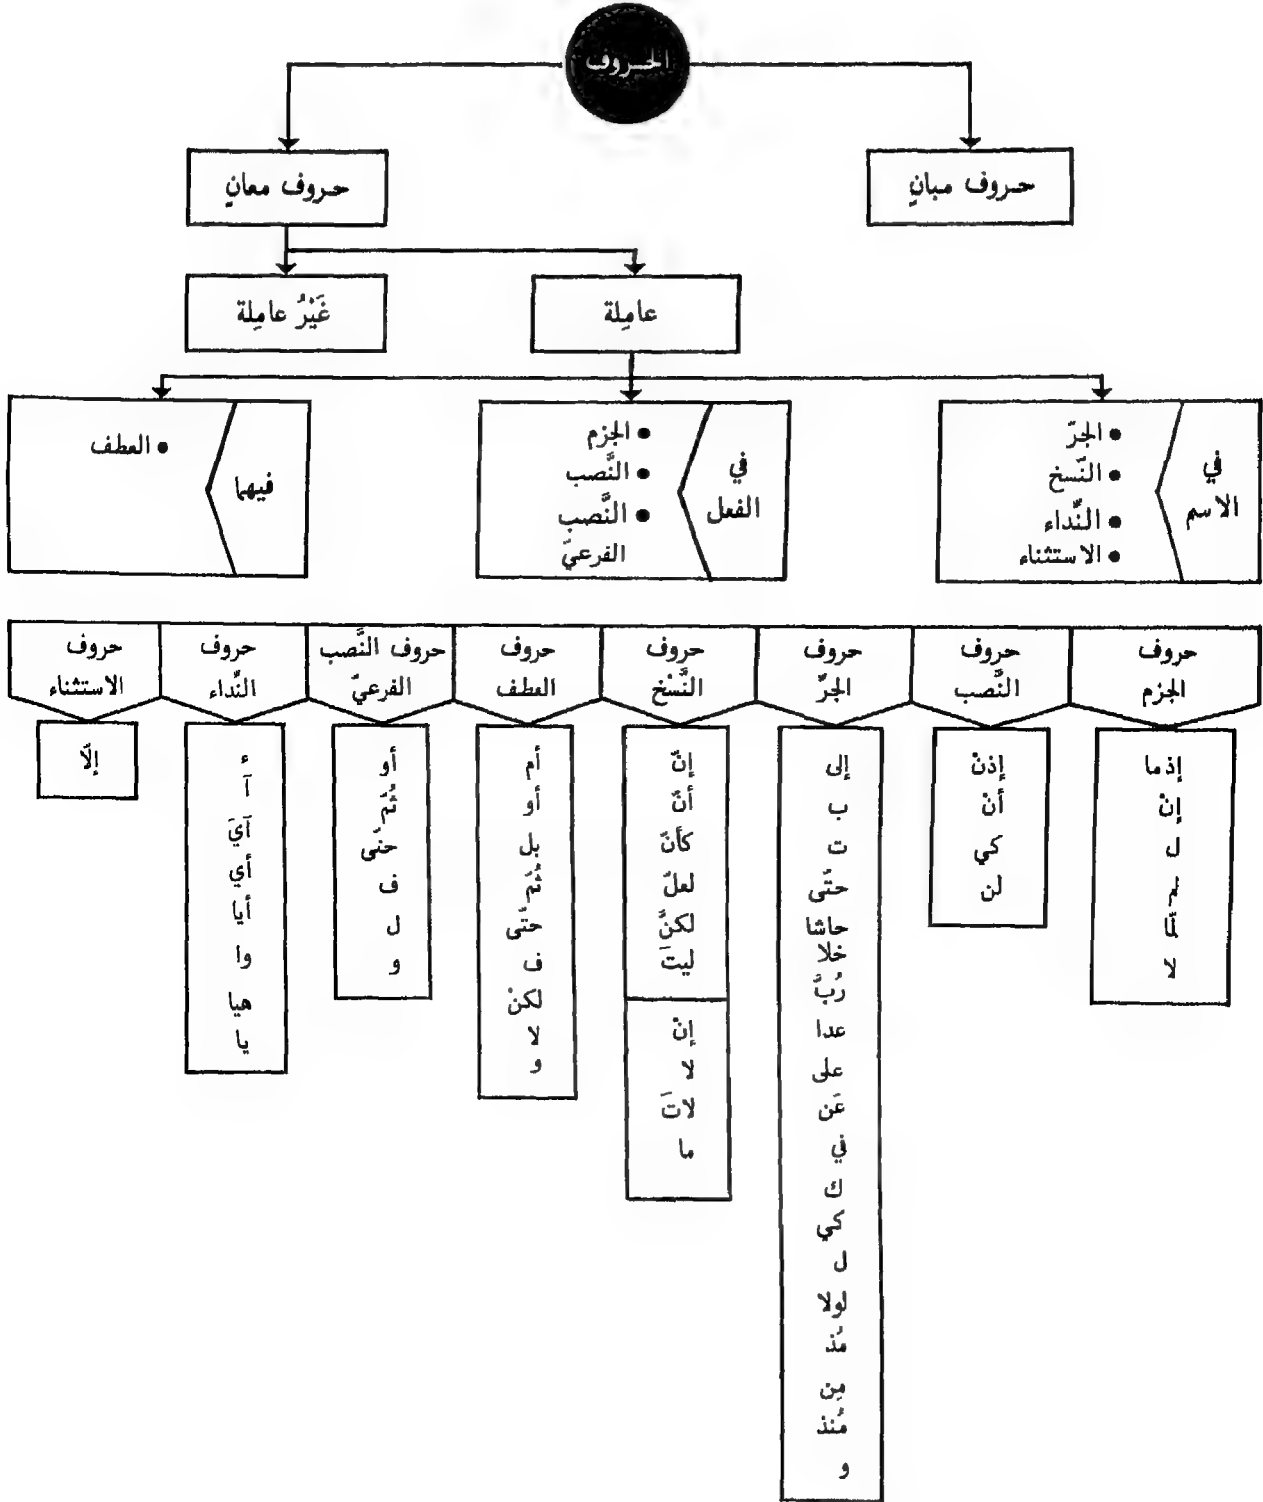 الحروف
حروف مبانٍ
حروف معانٍ
عامِلة
غَيْرُ عامِلة
في
الاسم
• الجرّ
• النّسخ
• النِّداء
• الاستثناء
في
الفعل
• الجزم
• النَّصب
• النَّصب
الفرعيّ
فيهما
• العطف
حروف
الجزم
إذما
إنْ
ل
لم
لمّا
لا
حروف
النَّصب
إذنْ
أنْ
كي
لن
حروف
الجرِّ
إلى
ب
ت
حتّى
حاشا
خلا
رُبَّ
عدا
على
عَن
في
ك
كي
ل
لولا
مُذ
مِن
مُنذ
و
حروف
النَّسْخ
إنّ
أنّ
كأنّ
لعلّ
لكنَّ
ليتَ
إنْ
لا
لاتَ
ما
حروف
العطف
أم
أو
بل
ثُمّ
حتّى
ف
لكنْ
لا
و
حروف النَّصب
الفرعيّ
أو
ثُمّ
حتّى
ف
ل
و
حروف
النِّداء
ء
آ
آيْ
أي
أيا
وا
هيا
يا
حروف
الاستثناء
إلّا